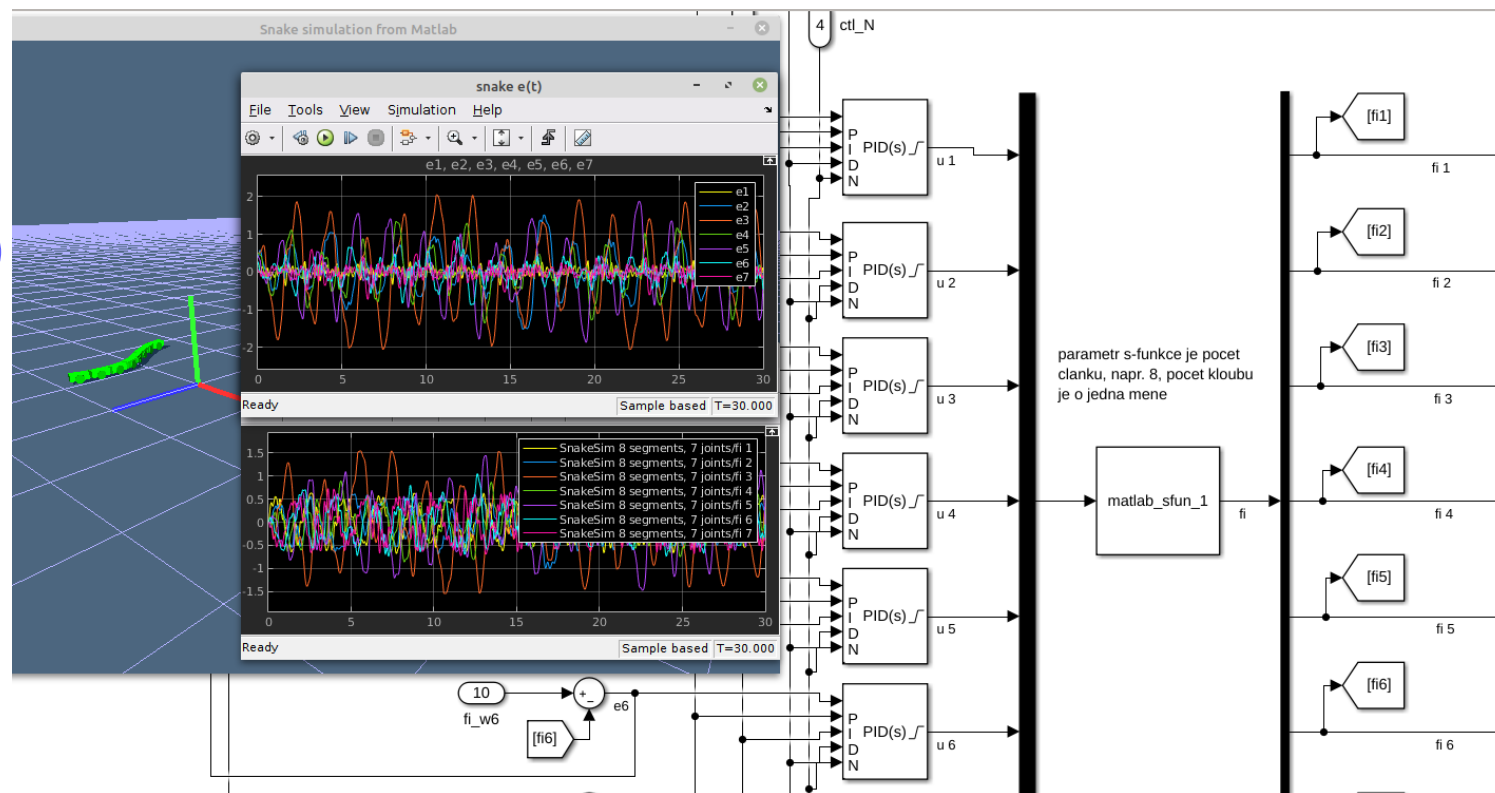 Snake simulation from Matlab
snake e(t)
File Tools View Simulation Help
e1, e2, e3, e4, e5, e6, e7
2
1
0
-1
-2
0 5 10 15 20 25 30
e1
e2
e3
e4
e5
e6
e7
Ready Sample based T=30.000
1.5
1
0.5
0
-0.5
-1
-1.5
0 5 10 15 20 25 30
SnakeSim 8 segments, 7 joints/fi 1
SnakeSim 8 segments, 7 joints/fi 2
SnakeSim 8 segments, 7 joints/fi 3
SnakeSim 8 segments, 7 joints/fi 4
SnakeSim 8 segments, 7 joints/fi 5
SnakeSim 8 segments, 7 joints/fi 6
SnakeSim 8 segments, 7 joints/fi 7
Ready Sample based T=30.000
10
fi_w6
[fi6]
+
−
e6
4 ctl_N
P
I
D
N
PID(s)
u 1
P
I
D
N
PID(s)
u 2
P
I
D
N
PID(s)
u 3
P
I
D
N
PID(s)
u 4
P
I
D
N
PID(s)
u 5
P
I
D
N
PID(s)
u 6
parametr s-funkce je pocet
clanku, napr. 8, pocet kloubu
je o jedna mene
matlab_sfun_1
fi
[fi1]
fi 1
[fi2]
fi 2
[fi3]
fi 3
[fi4]
fi 4
[fi5]
fi 5
[fi6]
fi 6